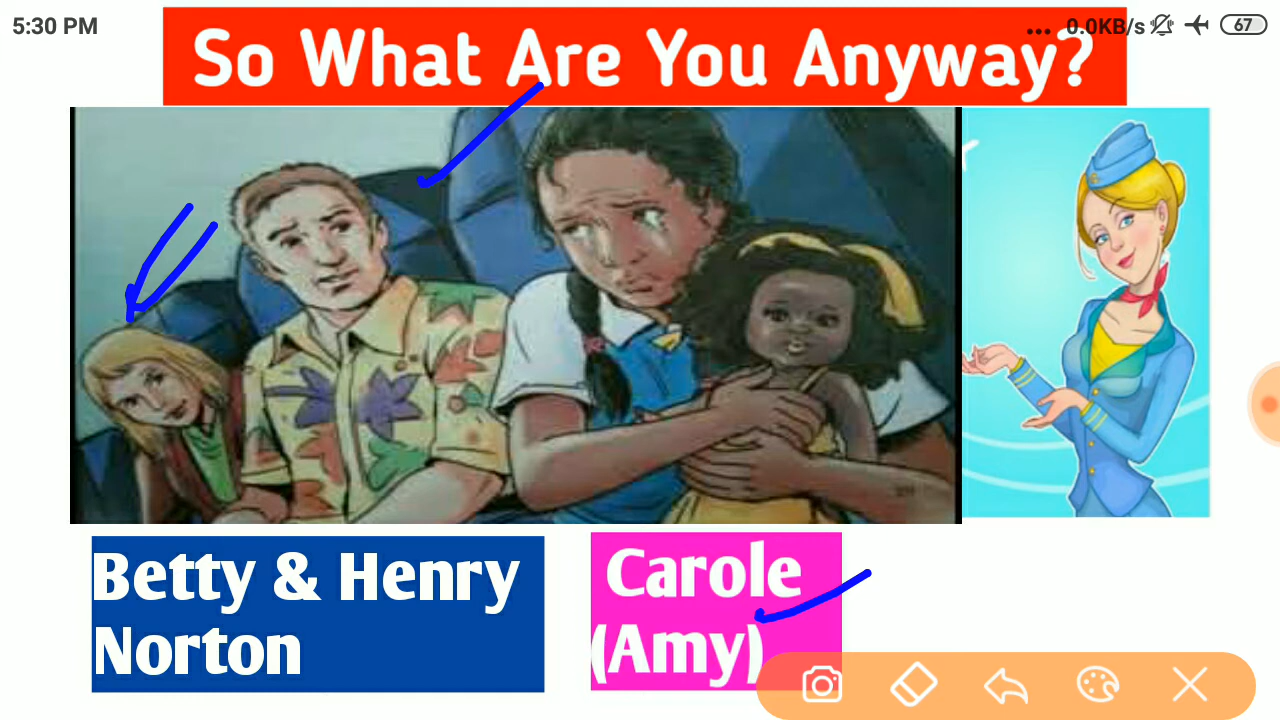 5:30 PM
... 0.0KB/s 67
So What Are You Anyway?
Betty & Henry
Norton
Carole
(Amy)